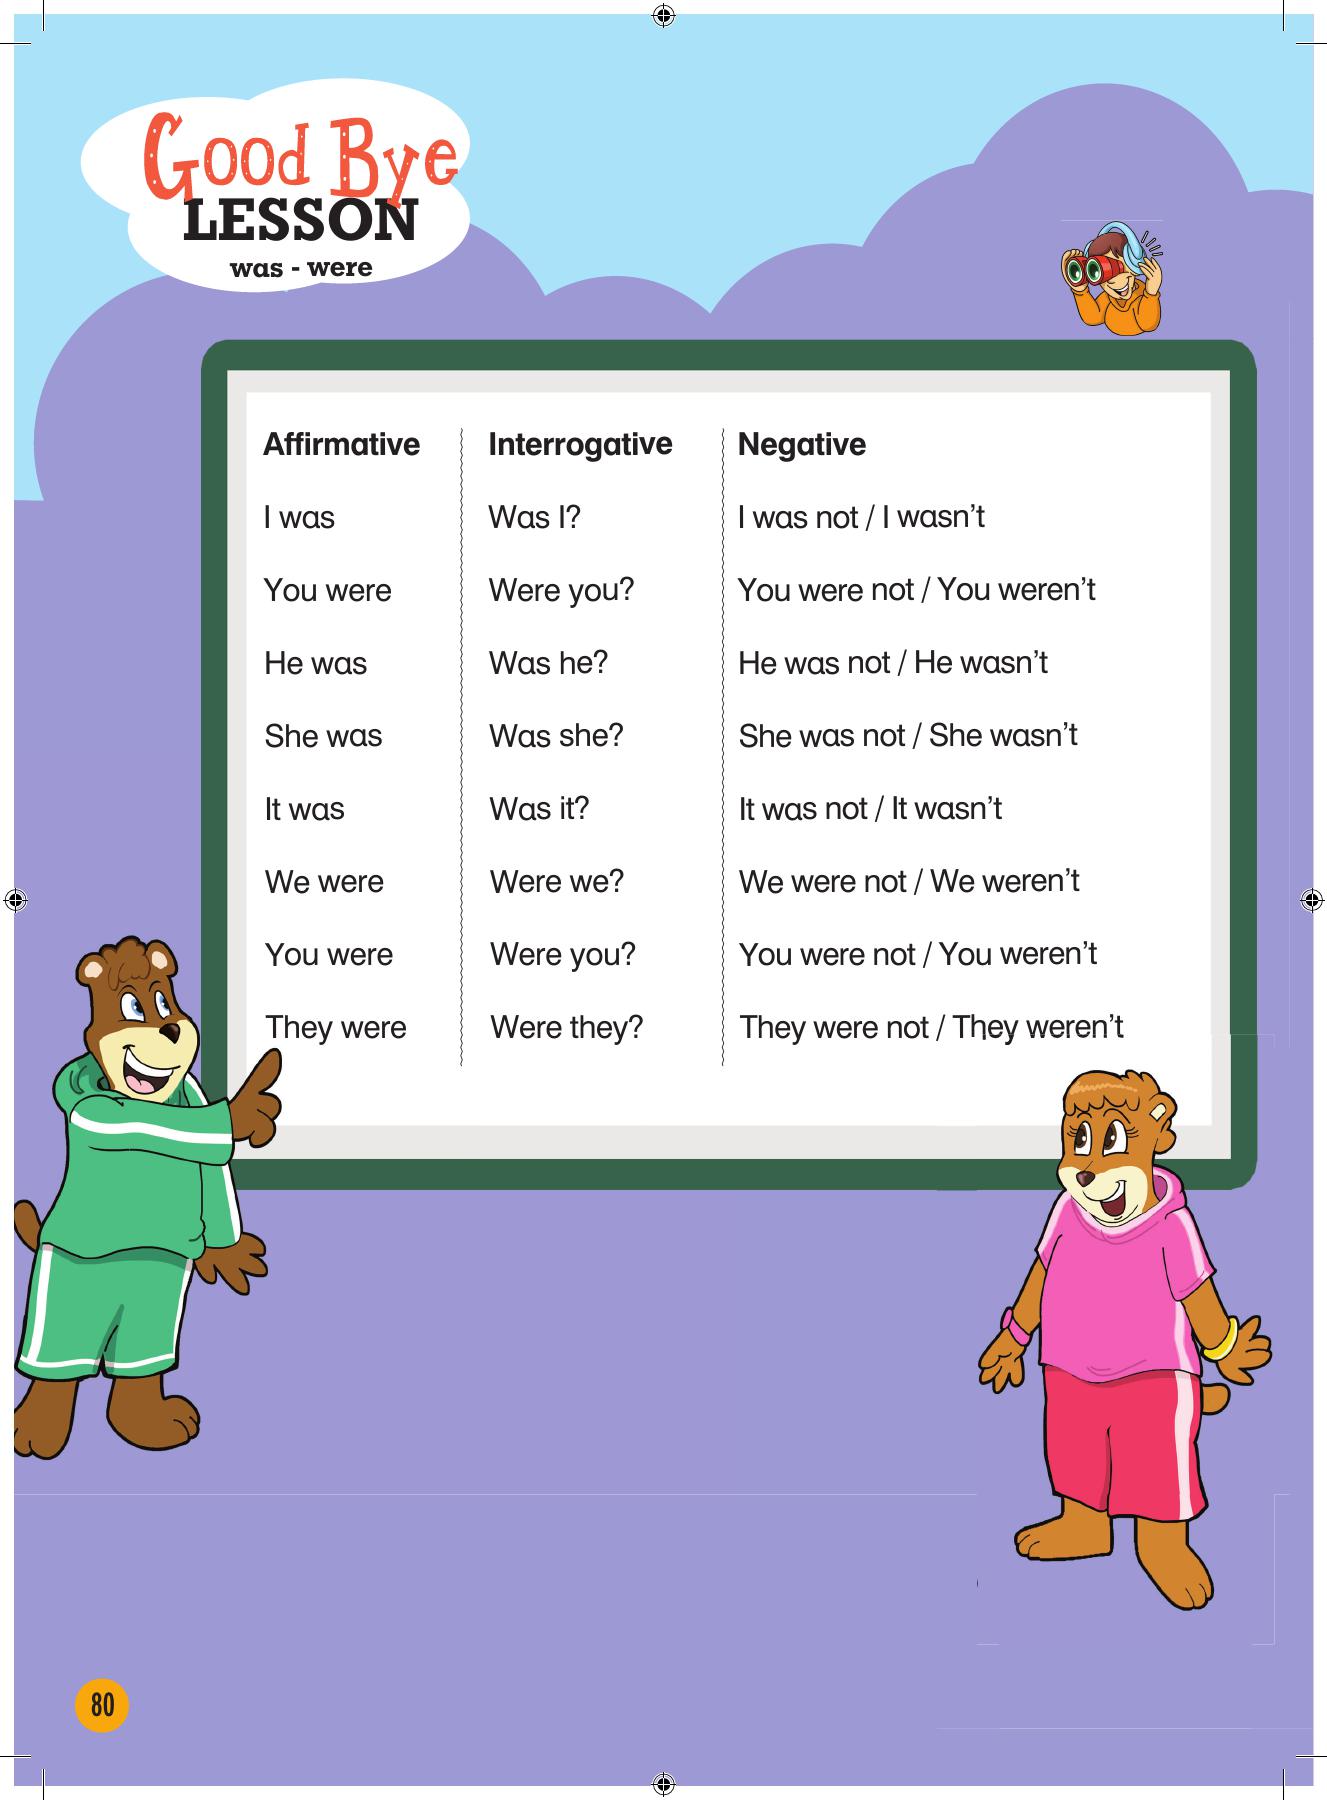 Good Bye
LESSON
was - were
Affirmative Interrogative Negative
I was Was I? I was not / I wasn't
You were Were you? You were not / You weren't
He was Was he? He was not / He wasn't
She was Was she? She was not / She wasn't
It was Was it? It was not / It wasn't
We were Were we? We were not / We weren't
You were Were you? You were not / You weren't
They were Were they? They were not / They weren't
80